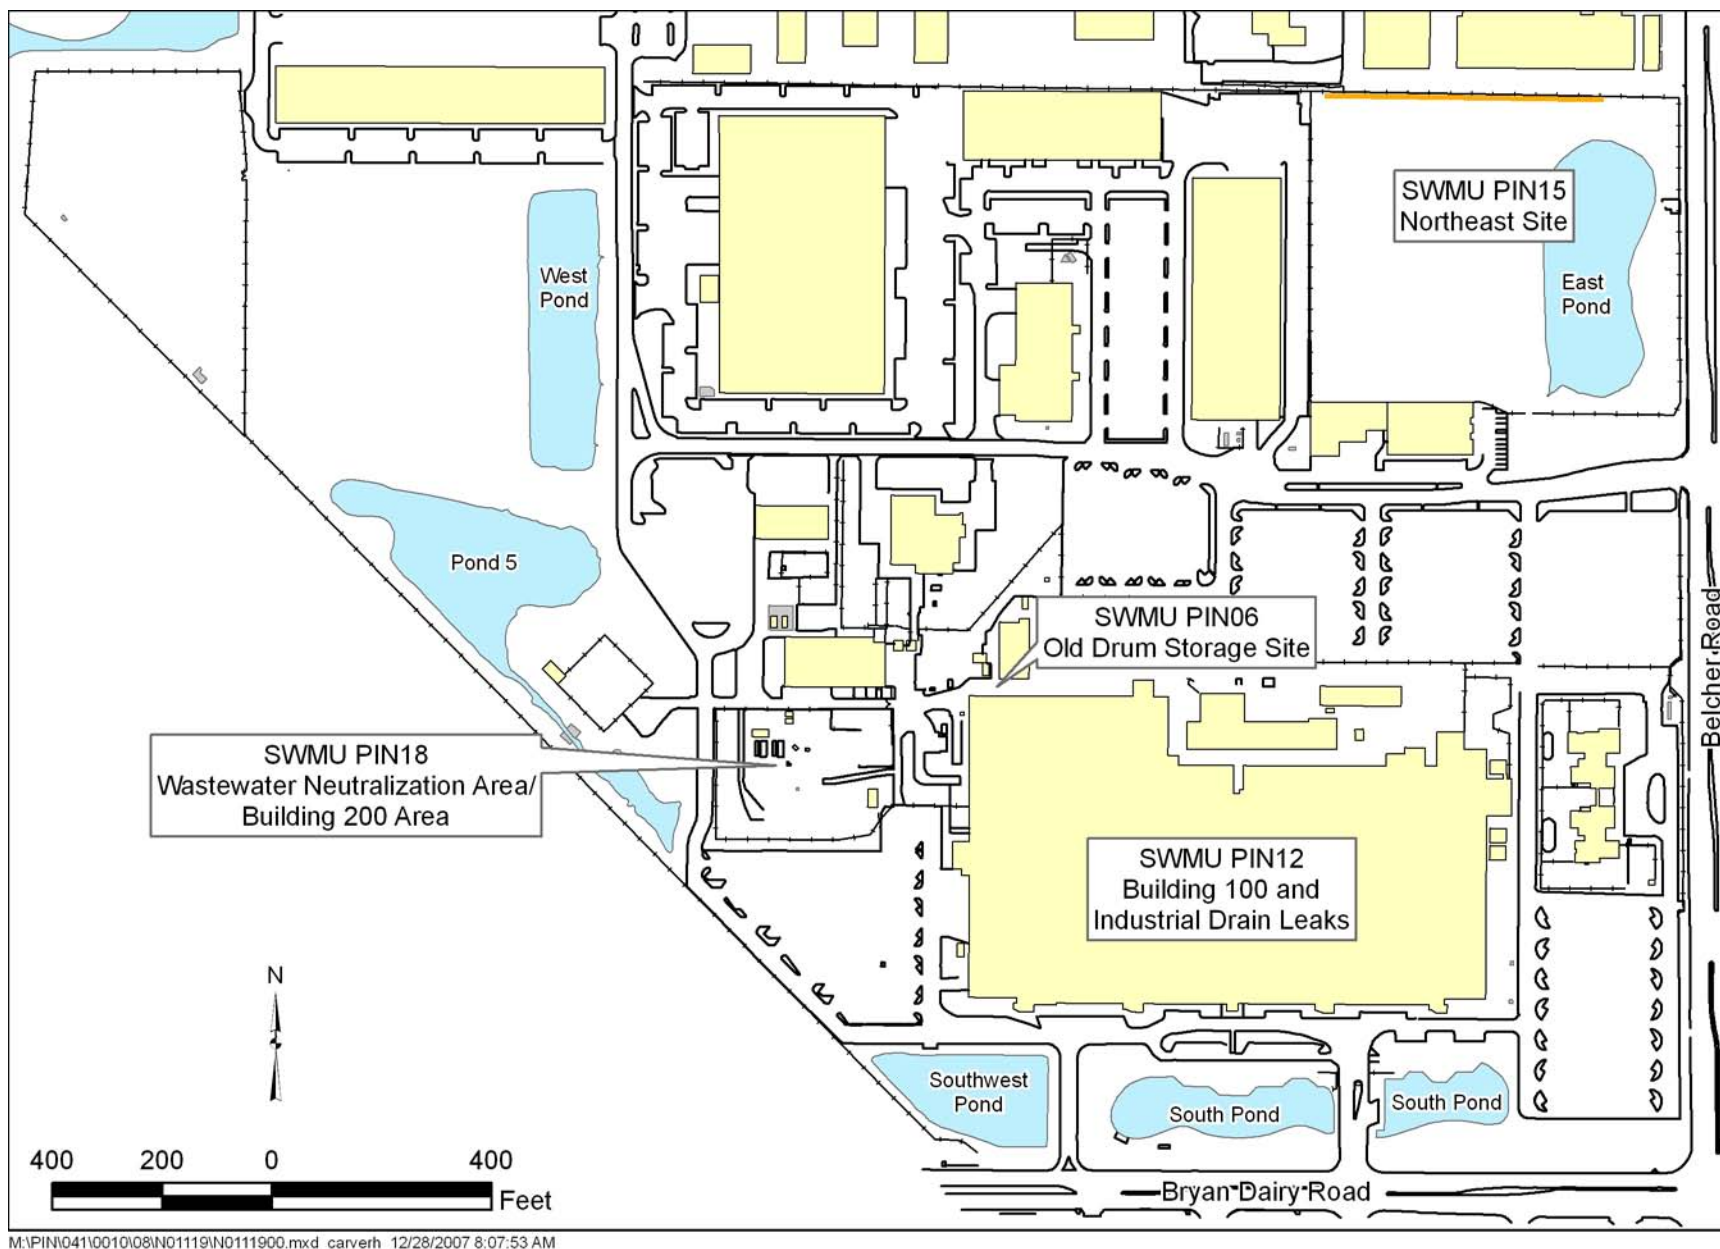 SWMU PIN15
Northeast Site
West
Pond
East
Pond
Pond 5
SWMU PIN06
Old Drum Storage Site
Belcher Road
SWMU PIN18
Wastewater Neutralization Area/
Building 200 Area
SWMU PIN12
Building 100 and
Industrial Drain Leaks
N
Southwest
Pond
South Pond
South Pond
400 200 0 400
Feet
Bryan Dairy Road
M:\PIN\041\0010\08\N01119\N0111900.mxd carverh 12/28/2007 8:07:53 AM